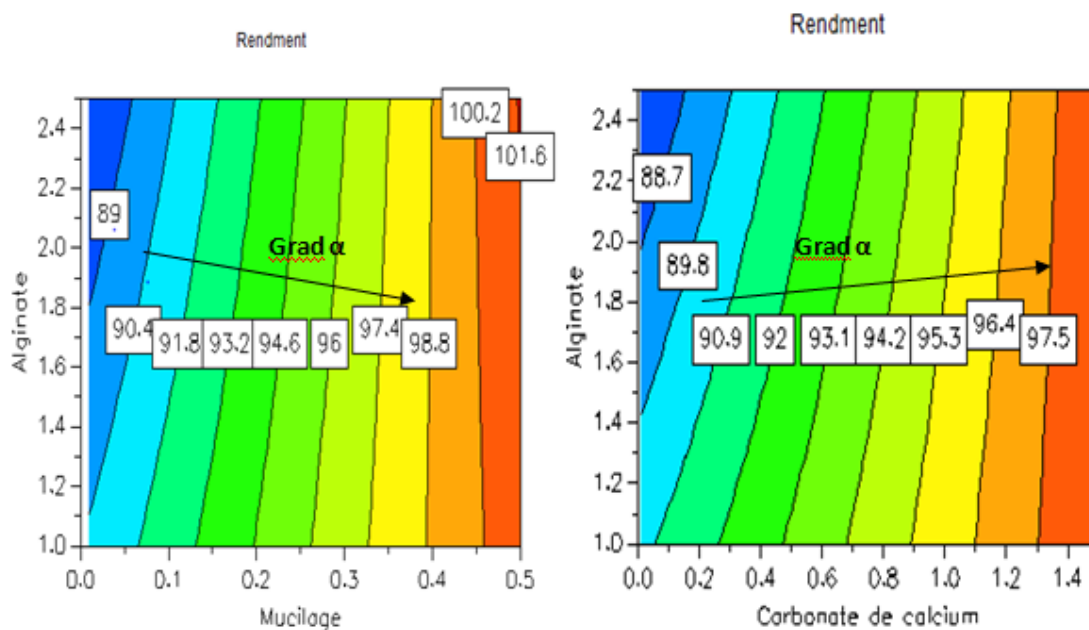 Rendment
100.2
101.6
89
Grad α
90.4 91.8 93.2 94.6 96 97.4 98.8
Alginate
2.4
2.2
2.0
1.8
1.6
1.4
1.2
1.0
0.0 0.1 0.2 0.3 0.4 0.5
Mucilage
Rendment
88.7
89.8
Grad α
90.9 92 93.1 94.2 95.3 96.4 97.5
Alginate
2.4
2.2
2.0
1.8
1.6
1.4
1.2
1.0
0.0 0.2 0.4 0.6 0.8 1.0 1.2 1.4
Carbonate de calcium